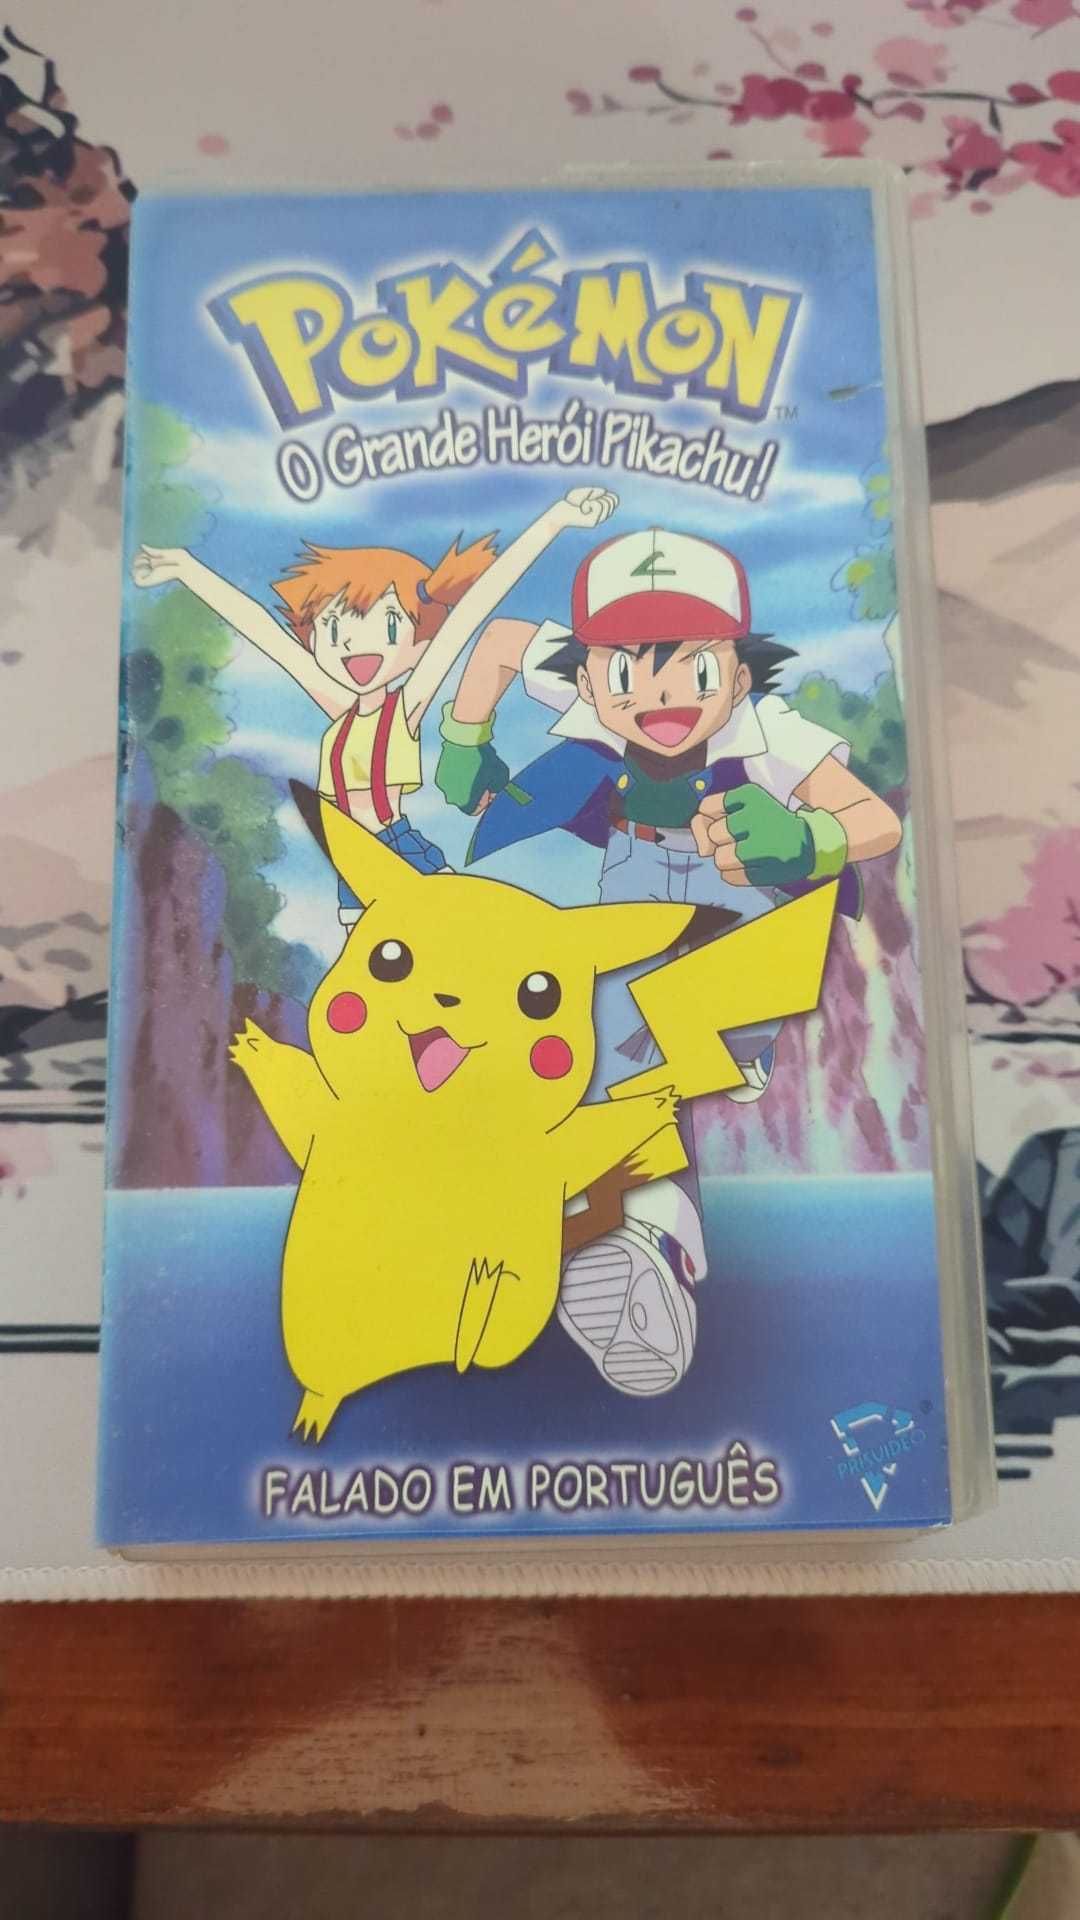 POKéMON
TM
O Grande Herói Pikachu!
PRISVIDEO
®
FALADO EM PORTUGUÊS